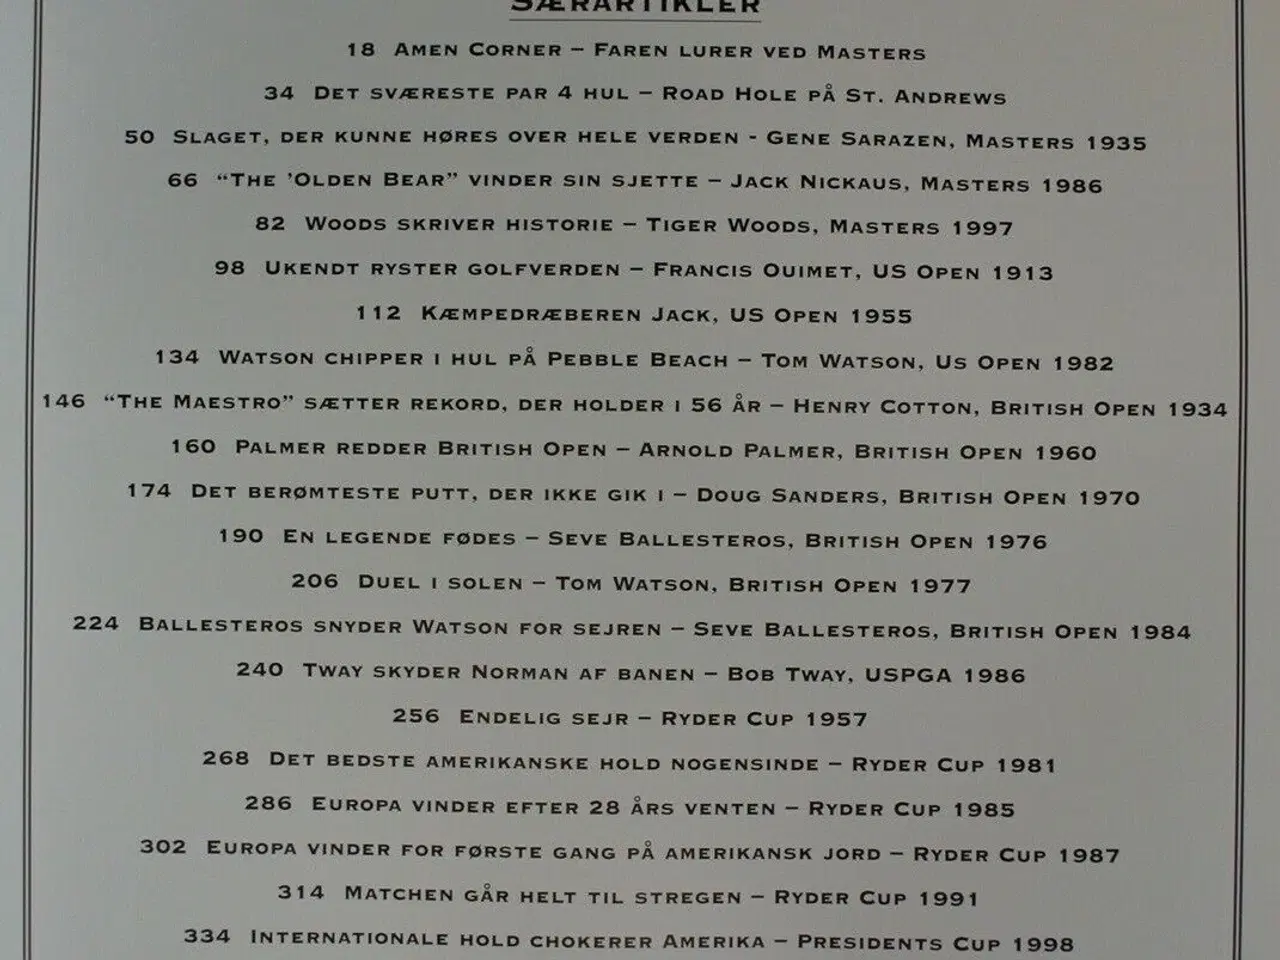 SÆRARTIKLER
18 AMEN CORNER – FAREN LURER VED MASTERS
34 DET SVÆRESTE PAR 4 HUL – ROAD HOLE PÅ ST. ANDREWS
50 SLAGET, DER KUNNE HØRES OVER HELE VERDEN - GENE SARAZEN, MASTERS 1935
66 “THE ’OLDEN BEAR” VINDER SIN SJETTE – JACK NICKAUS, MASTERS 1986
82 WOODS SKRIVER HISTORIE – TIGER WOODS, MASTERS 1997
98 UKENDT RYSTER GOLFVERDEN – FRANCIS OUIMET, US OPEN 1913
112 KÆMPEDRÆBEREN JACK, US OPEN 1955
134 WATSON CHIPPER I HUL PÅ PEBBLE BEACH – TOM WATSON, US OPEN 1982
146 “THE MAESTRO” SÆTTER REKORD, DER HOLDER I 56 ÅR – HENRY COTTON, BRITISH OPEN 1934
160 PALMER REDDER BRITISH OPEN – ARNOLD PALMER, BRITISH OPEN 1960
174 DET BERØMTESTE PUTT, DER IKKE GIK I – DOUG SANDERS, BRITISH OPEN 1970
190 EN LEGENDE FØDES – SEVE BALLESTEROS, BRITISH OPEN 1976
206 DUEL I SOLEN – TOM WATSON, BRITISH OPEN 1977
224 BALLESTEROS SNYDER WATSON FOR SEJREN – SEVE BALLESTEROS, BRITISH OPEN 1984
240 TWAY SKYDER NORMAN AF BANEN – BOB TWAY, USPGA 1986
256 ENDELIG SEJR – RYDER CUP 1957
268 DET BEDSTE AMERIKANSKE HOLD NOGENSINDE – RYDER CUP 1981
286 EUROPA VINDER EFTER 28 ÅRS VENTEN – RYDER CUP 1985
302 EUROPA VINDER FOR FØRSTE GANG PÅ AMERIKANSK JORD – RYDER CUP 1987
314 MATCHEN GÅR HELT TIL STREGEN – RYDER CUP 1991
334 INTERNATIONALE HOLD CHOKERER AMERIKA – PRESIDENTS CUP 1998